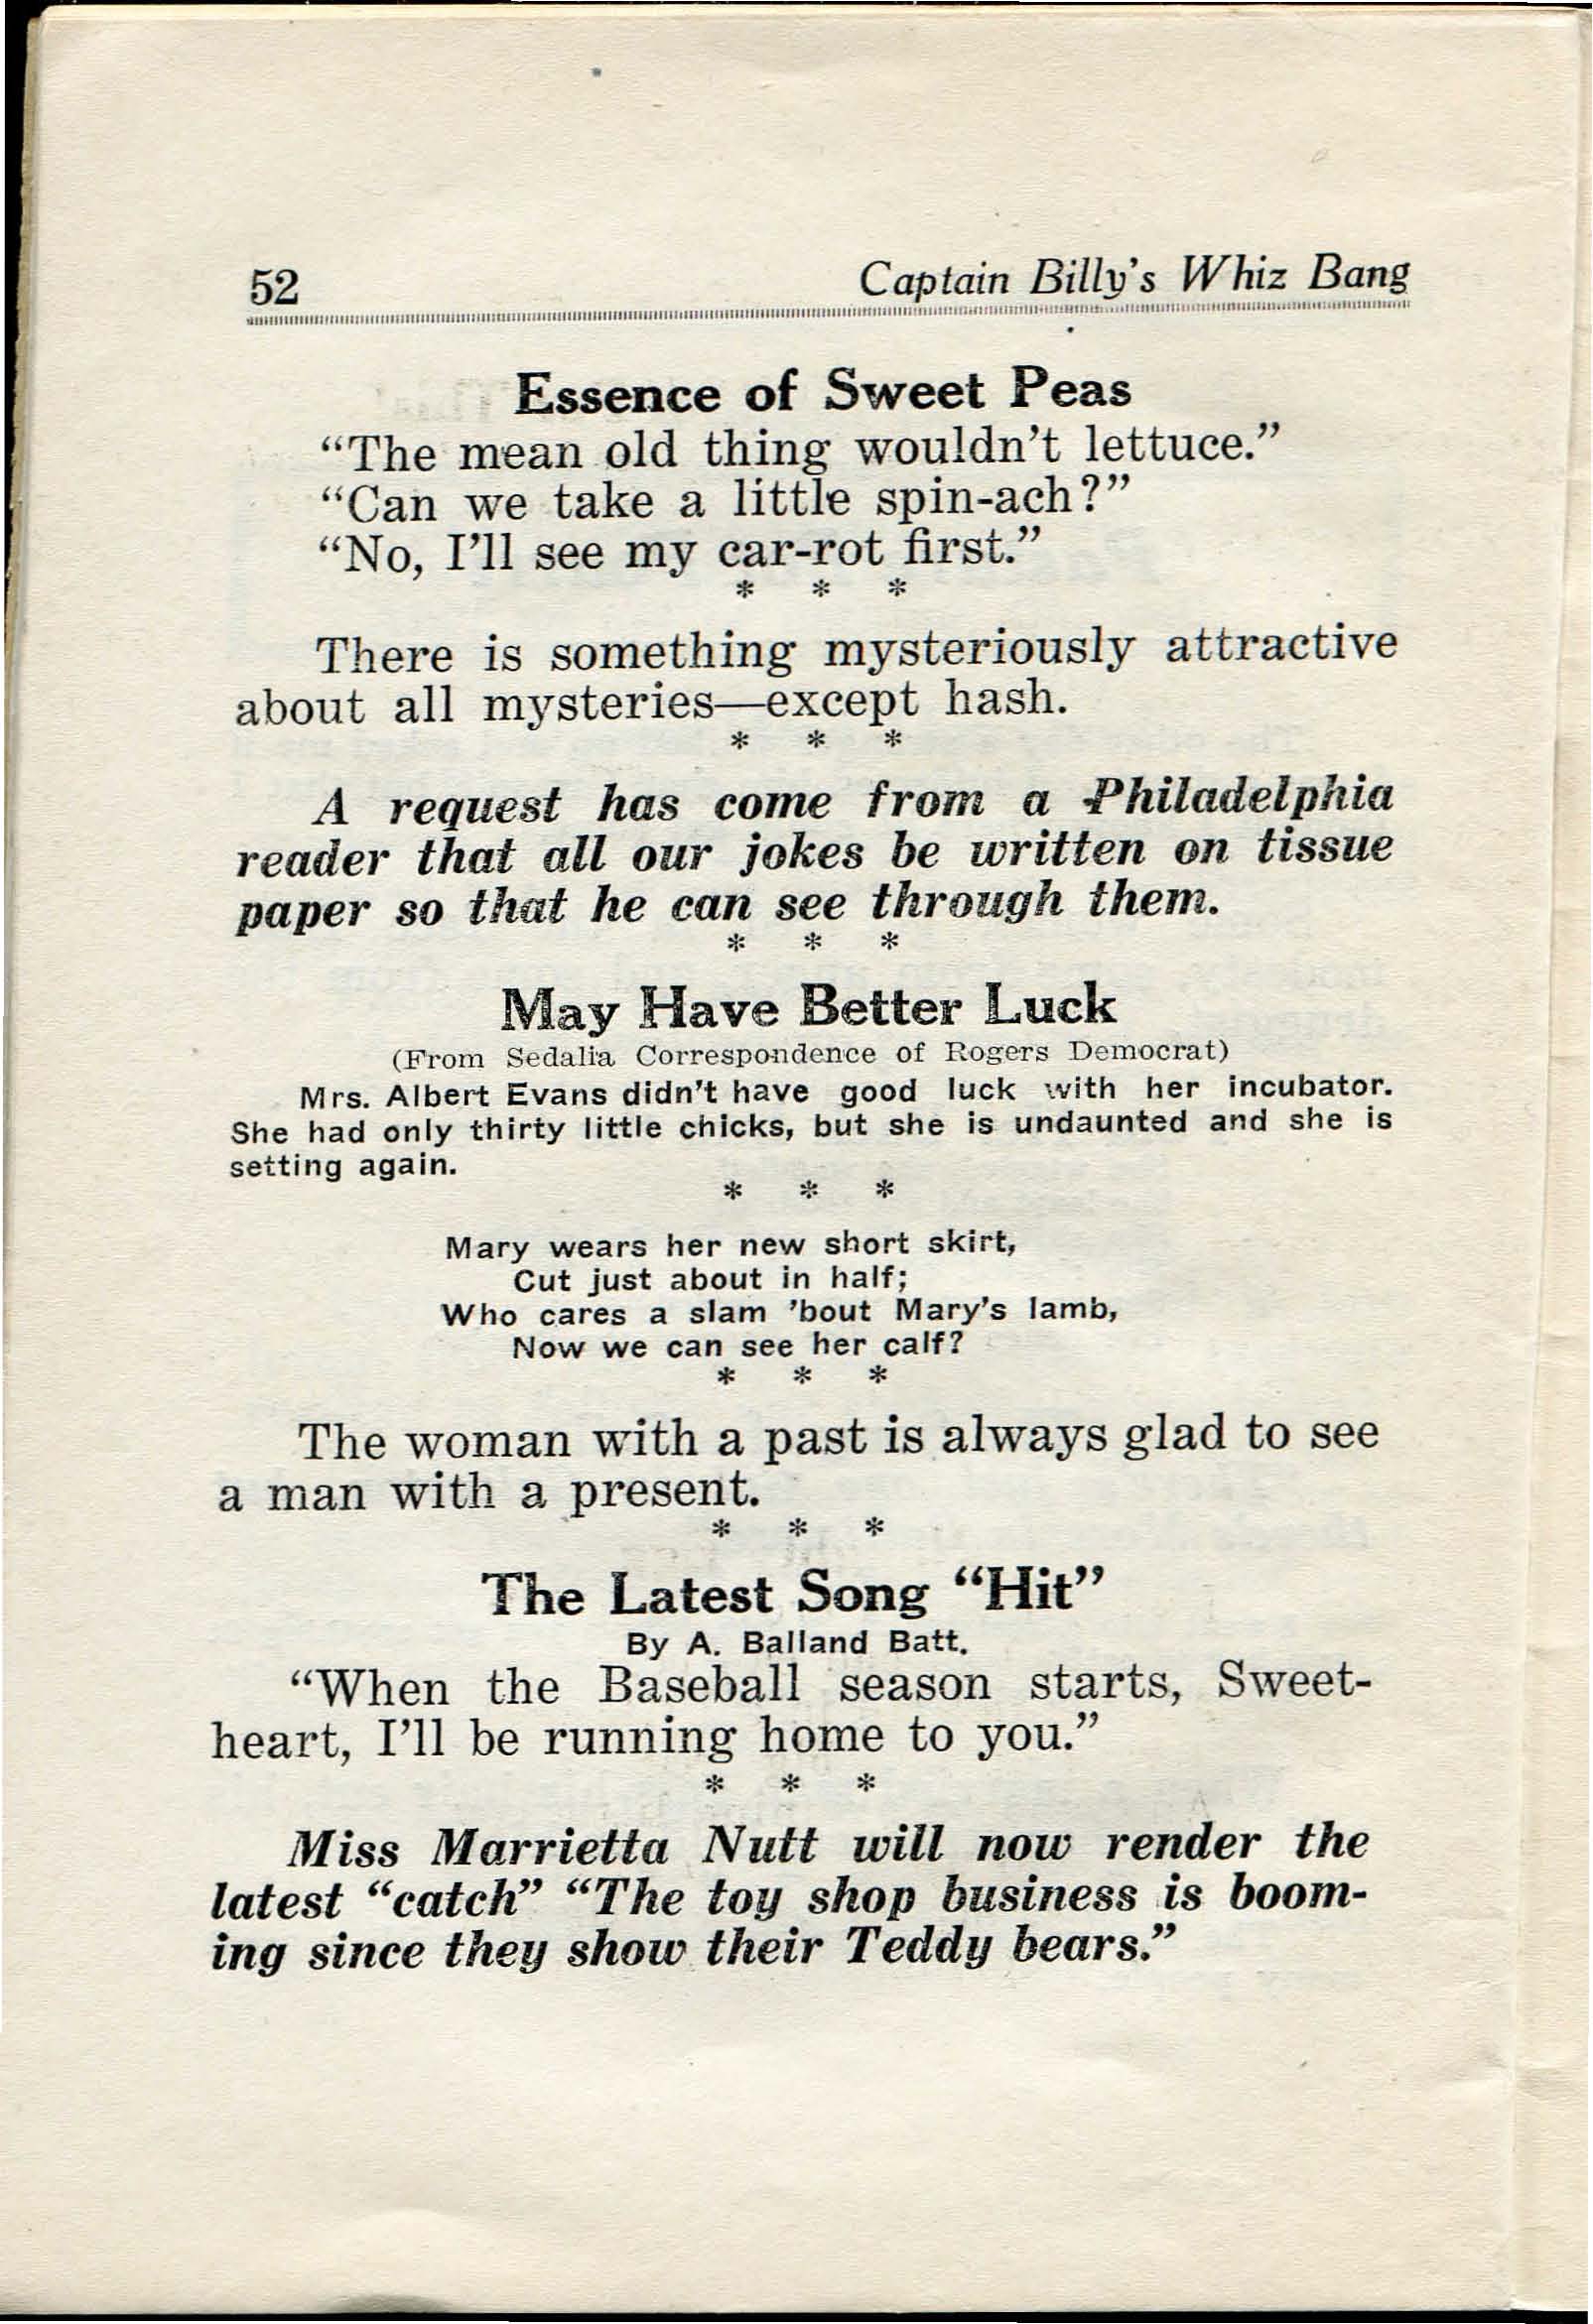 52
Captain Billy's Whiz Bang
Essence of Sweet Peas
“The mean old thing wouldn’t lettuce.”
“Can we take a little spin-ach?”
“No, I’ll see my car-rot first.”
* * *
There is something mysteriously attractive
about all mysteries—except hash.
* * *
A request has come from a Philadelphia
reader that all our jokes be written on tissue
paper so that he can see through them.
* * *
May Have Better Luck
(From Sedalia Correspondence of Rogers Democrat)
Mrs. Albert Evans didn’t have good luck with her incubator.
She had only thirty little chicks, but she is undaunted and she is
setting again.
* * *
Mary wears her new short skirt,
Cut just about in half;
Who cares a slam ’bout Mary’s lamb,
Now we can see her calf?
* * *
The woman with a past is always glad to see
a man with a present.
* * *
The Latest Song “Hit”
By A. Balland Batt.
“When the Baseball season starts, Sweet-
heart, I’ll be running home to you.”
* * *
Miss Marrietta Nutt will now render the
latest “catch” “The toy shop business is boom-
ing since they show their Teddy bears.”